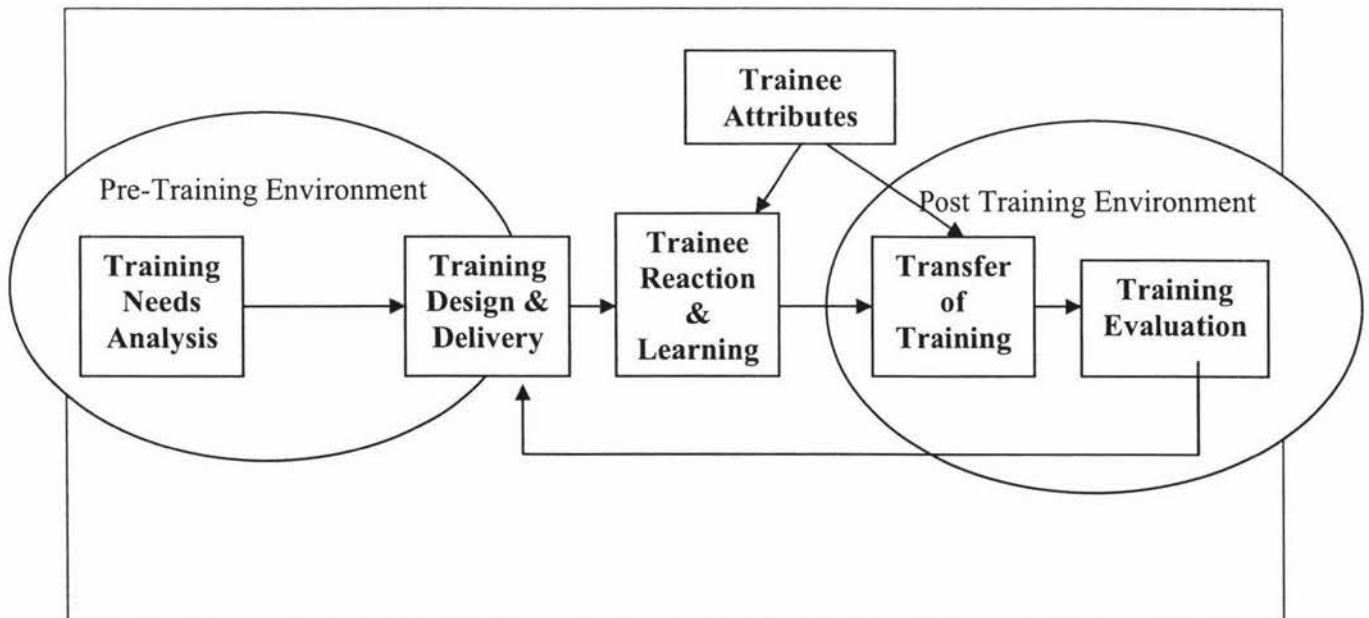 Trainee
Attributes
Pre-Training Environment
Post Training Environment
Training
Needs
Analysis
Training
Design &
Delivery
Trainee
Reaction
&
Learning
Transfer
of
Training
Training
Evaluation